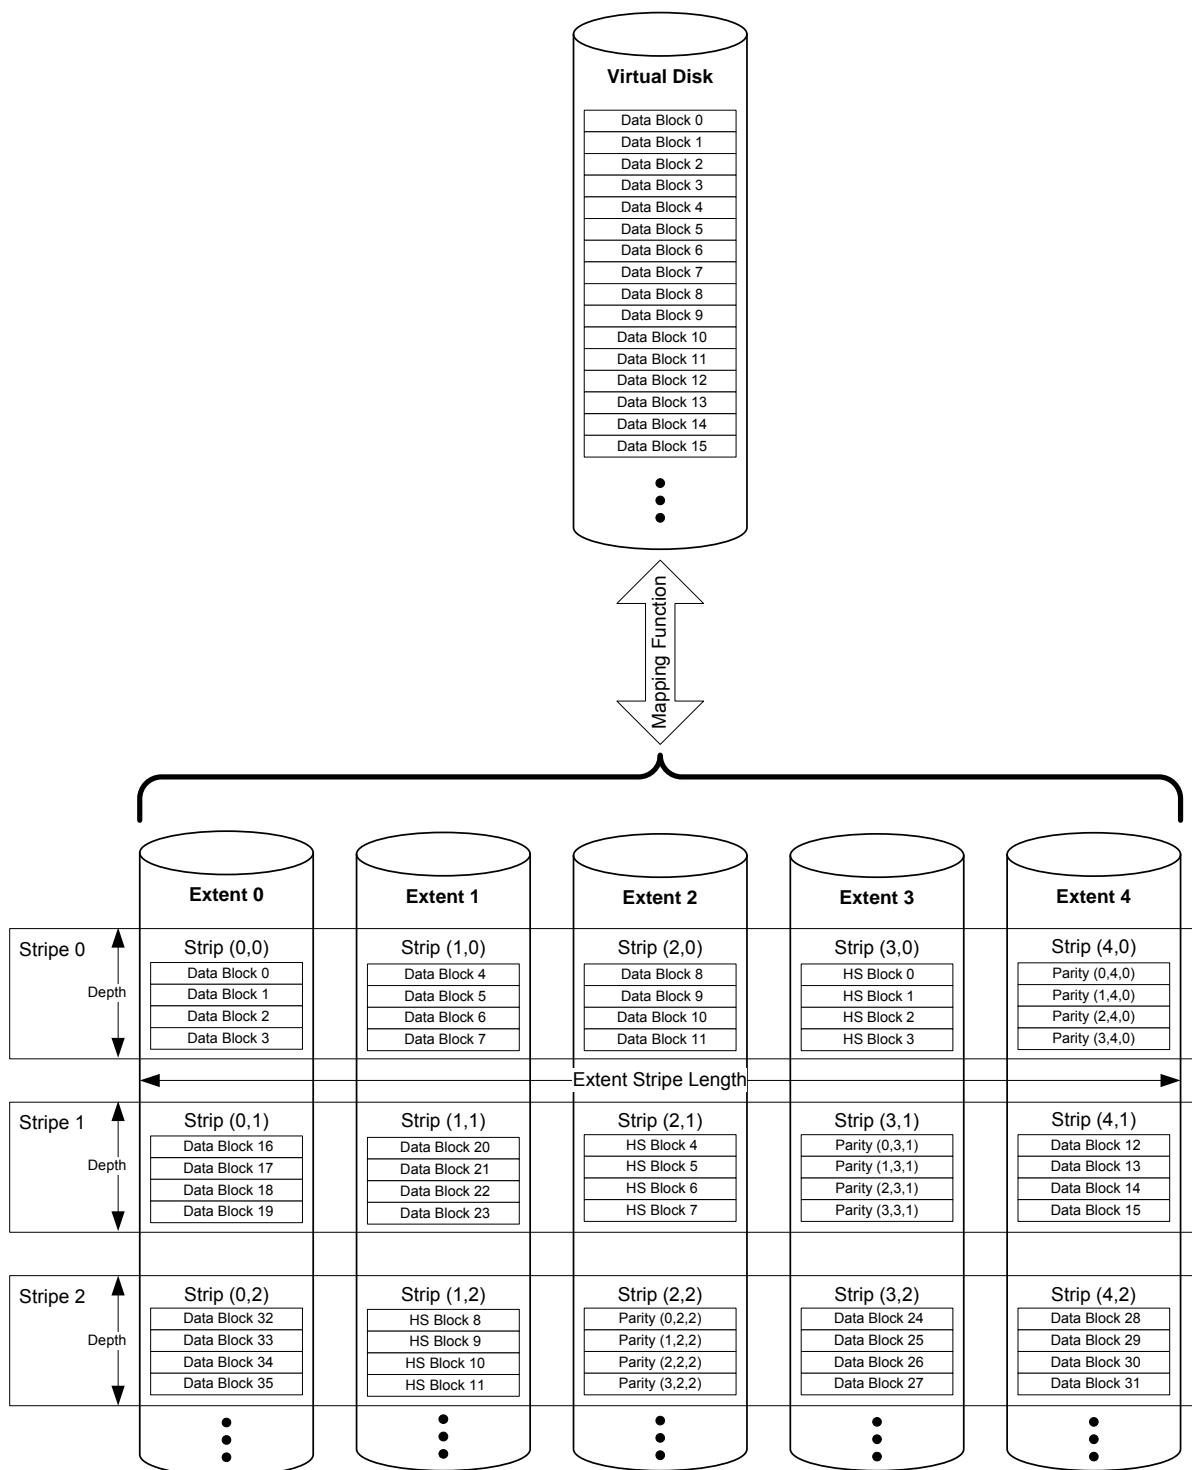 Virtual Disk
Data Block 0
Data Block 1
Data Block 2
Data Block 3
Data Block 4
Data Block 5
Data Block 6
Data Block 7
Data Block 8
Data Block 9
Data Block 10
Data Block 11
Data Block 12
Data Block 13
Data Block 14
Data Block 15
Mapping Function
Extent 0
Extent 1
Extent 2
Extent 3
Extent 4
Stripe 0
Depth
Strip (0,0)
Data Block 0
Data Block 1
Data Block 2
Data Block 3
Strip (1,0)
Data Block 4
Data Block 5
Data Block 6
Data Block 7
Strip (2,0)
Data Block 8
Data Block 9
Data Block 10
Data Block 11
Strip (3,0)
HS Block 0
HS Block 1
HS Block 2
HS Block 3
Strip (4,0)
Parity (0,4,0)
Parity (1,4,0)
Parity (2,4,0)
Parity (3,4,0)
Extent Stripe Length
Stripe 1
Depth
Strip (0,1)
Data Block 16
Data Block 17
Data Block 18
Data Block 19
Strip (1,1)
Data Block 20
Data Block 21
Data Block 22
Data Block 23
Strip (2,1)
HS Block 4
HS Block 5
HS Block 6
HS Block 7
Strip (3,1)
Parity (0,3,1)
Parity (1,3,1)
Parity (2,3,1)
Parity (3,3,1)
Strip (4,1)
Data Block 12
Data Block 13
Data Block 14
Data Block 15
Stripe 2
Depth
Strip (0,2)
Data Block 32
Data Block 33
Data Block 34
Data Block 35
Strip (1,2)
HS Block 8
HS Block 9
HS Block 10
HS Block 11
Strip (2,2)
Parity (0,2,2)
Parity (1,2,2)
Parity (2,2,2)
Parity (3,2,2)
Strip (3,2)
Data Block 24
Data Block 25
Data Block 26
Data Block 27
Strip (4,2)
Data Block 28
Data Block 29
Data Block 30
Data Block 31